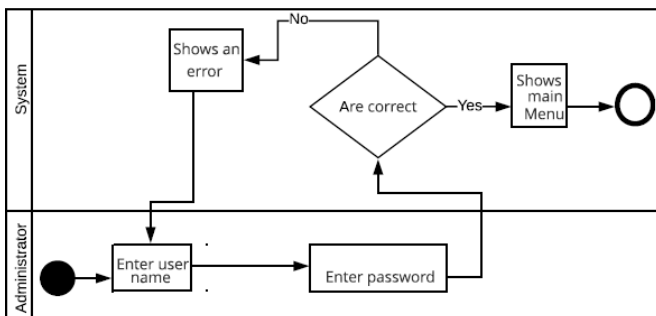 System
Shows an
error
No
Are correct
Yes
Shows
main
Menu
Administrator
Enter user
name
Enter password